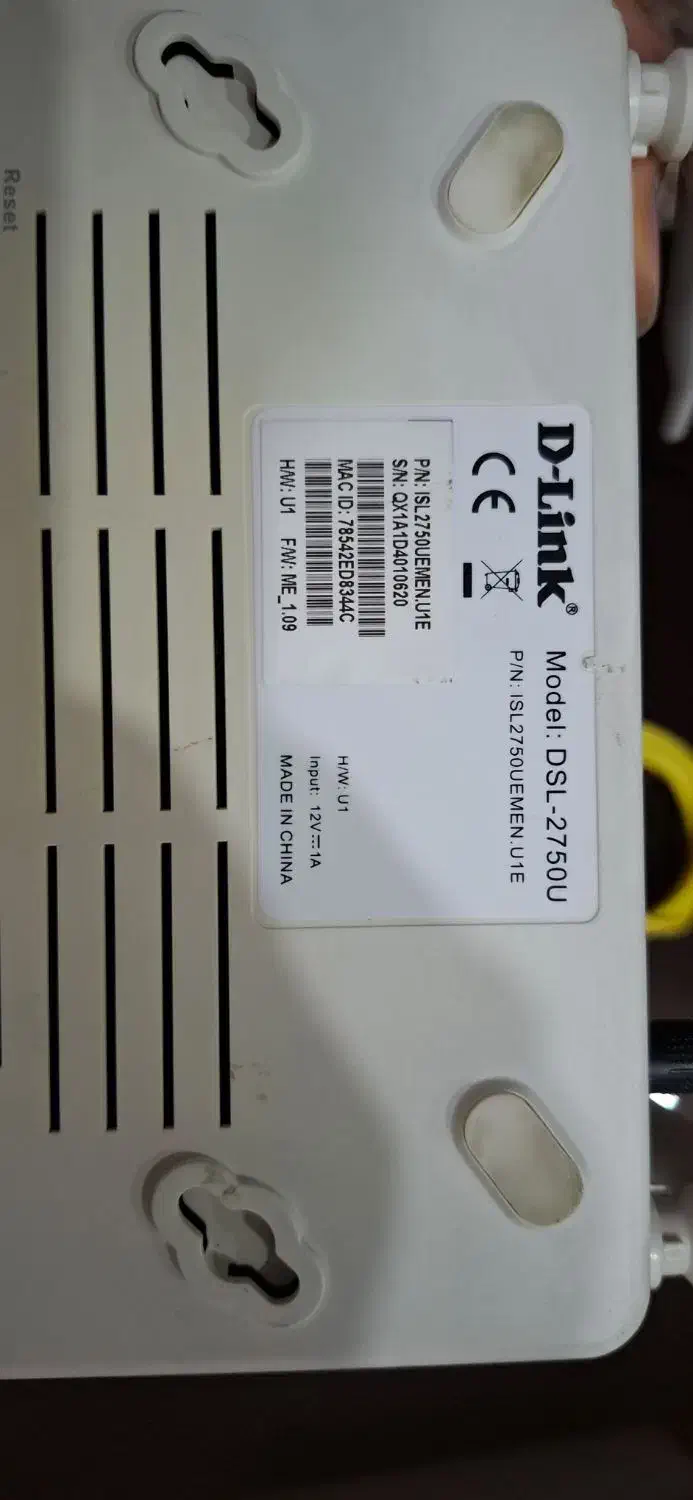 D-Link®
Model: DSL-2750U
P/N: ISL2750UEMEN.U1E
CE
P/N: ISL2750UEMEN.U1E
S/N: QX1A1D4010620
MAC ID: 78542ED8344C
H/W: U1 F/W: ME_1.09
H/W: U1
Input: 12V⎓1A
MADE IN CHINA
Reset